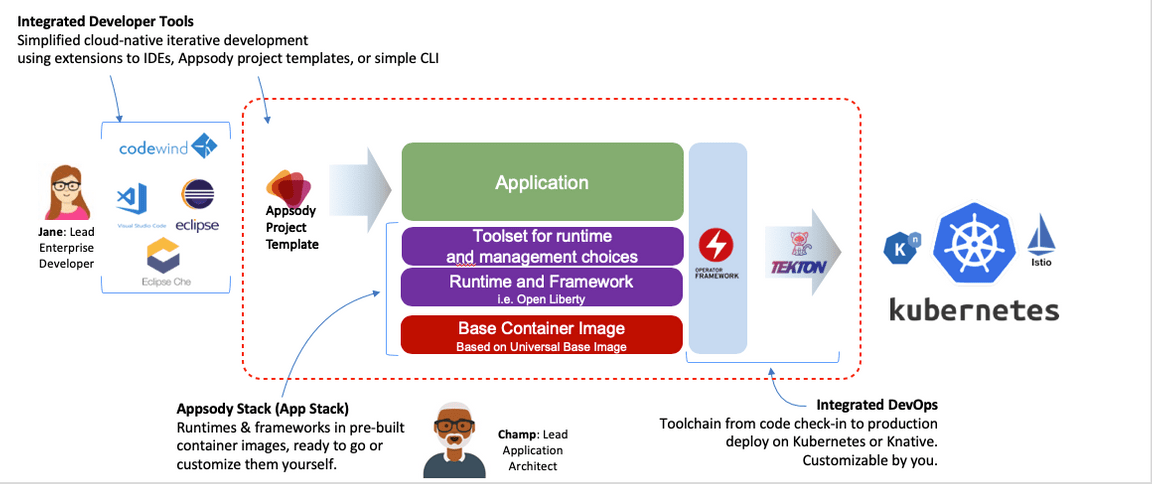 Integrated Developer Tools
Simplified cloud-native iterative development
using extensions to IDEs, Appsody project templates, or simple CLI
codewind
Visual Studio Code
eclipse
Eclipse Che
Jane: Lead
Enterprise
Developer
Appsody
Project
Template
Application
Toolset for runtime
and management choices
Runtime and Framework
i.e. Open Liberty
Base Container Image
Based on Universal Base Image
OPERATOR
FRAMEWORK
TEKTON
K
n
Istio
kubernetes
Appsody Stack (App Stack)
Runtimes & frameworks in pre-built
container images, ready to go or
customize them yourself.
Champ: Lead
Application
Architect
Integrated DevOps
Toolchain from code check-in to production
deploy on Kubernetes or Knative.
Customizable by you.